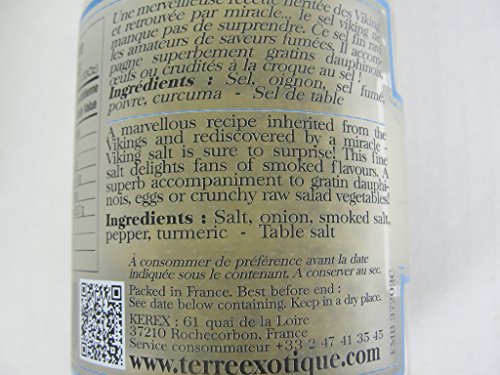 Une merveilleuse recette héritée des Viking
et retrouvée par miracle... le sel viking ne
manque pas de surprendre. Ce sel fin ravi
les amateurs de saveurs fumées. Il accom-
pagne superbement gratins dauphinois,
œufs ou crudités à la croque au sel !
Ingrédients : Sel, oignon, sel fumé,
poivre, curcuma - Sel de table
A marvellous recipe inherited from the
Vikings and rediscovered by a miracle -
Viking salt is sure to surprise! This fine
salt delights fans of smoked flavours. A
superb accompaniment to gratin dauphi-
nois, eggs or crunchy raw salad vegetables!
Ingredients : Salt, onion, smoked salt,
pepper, turmeric - Table salt
À consommer de préférence avant la date
indiquée sous le contenant. A conserver au sec.
Packed in France. Best before end :
See date below containing. Keep in a dry place.
KEREX : 61 quai de la Loire
37210 Rochecorbon, France
Service consommateur +33 2 47 41 35 45
www.terreexotique.com
EMB 37203C
Value